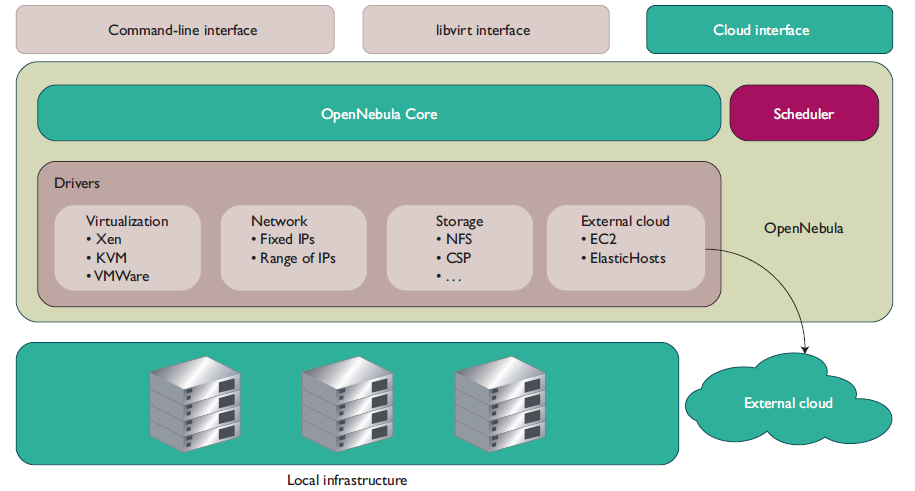 Command-line interface
libvirt interface
Cloud interface
OpenNebula Core
Scheduler
Drivers
Virtualization
• Xen
• KVM
• VMWare
Network
• Fixed IPs
• Range of IPs
Storage
• NFS
• CSP
• . . .
External cloud
• EC2
• ElasticHosts
OpenNebula
External cloud
Local infrastructure